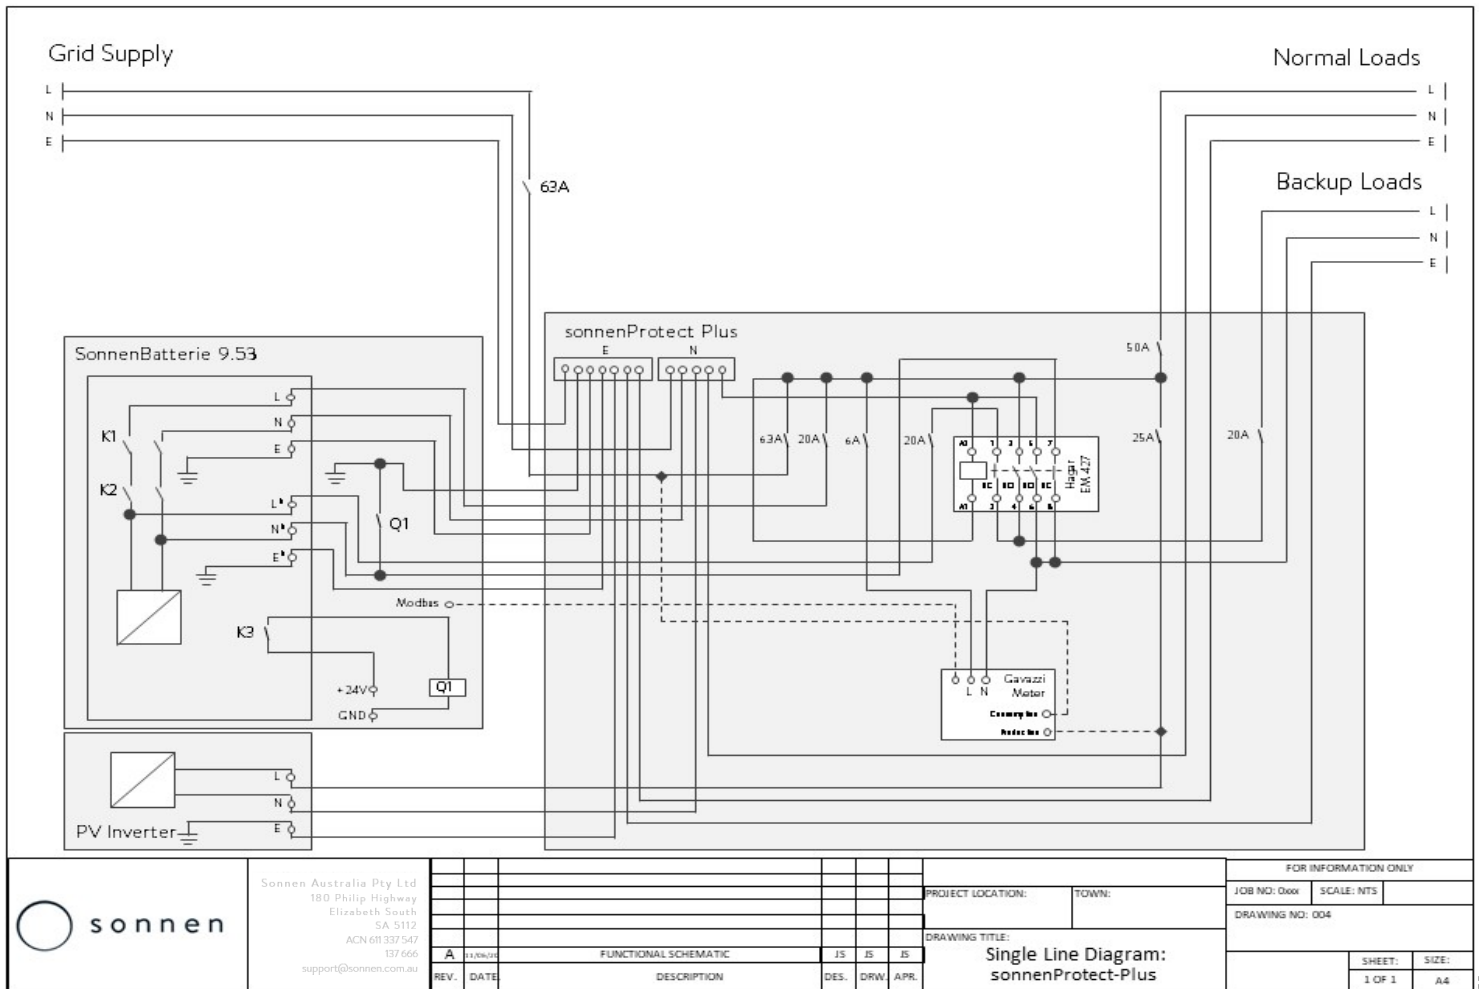 Grid Supply
L
N
E
63A
Normal Loads
L
N
E
Backup Loads
L
N
E
SonnenBatterie 9.53
K1
K2
L
N
E
Q1
K3
+24V
GND
Q1
Modbus
sonnenProtect Plus
E
N
63A
20A
6A
20A
50A
25A
20A
1
7
Hager
EM 427
4
6
8
L N
Gavazzi
Meter
Consumption
Production
L
N
E
PV Inverter
sonnen
Sonnen Australia Pty Ltd
180 Philip Highway
Elizabeth South
SA 5112
ACN 611 337 547
137 666
support@sonnen.com.au
A FUNCTIONAL SCHEMATIC JS JS JS
REV. DATE DESCRIPTION DES. DRW. APR.
PROJECT LOCATION: TOWN:
DRAWING TITLE:
Single Line Diagram:
sonnenProtect-Plus
FOR INFORMATION ONLY
JOB NO: 0xxx SCALE: NTS
DRAWING NO: 004
SHEET: SIZE:
1 OF 1 A4